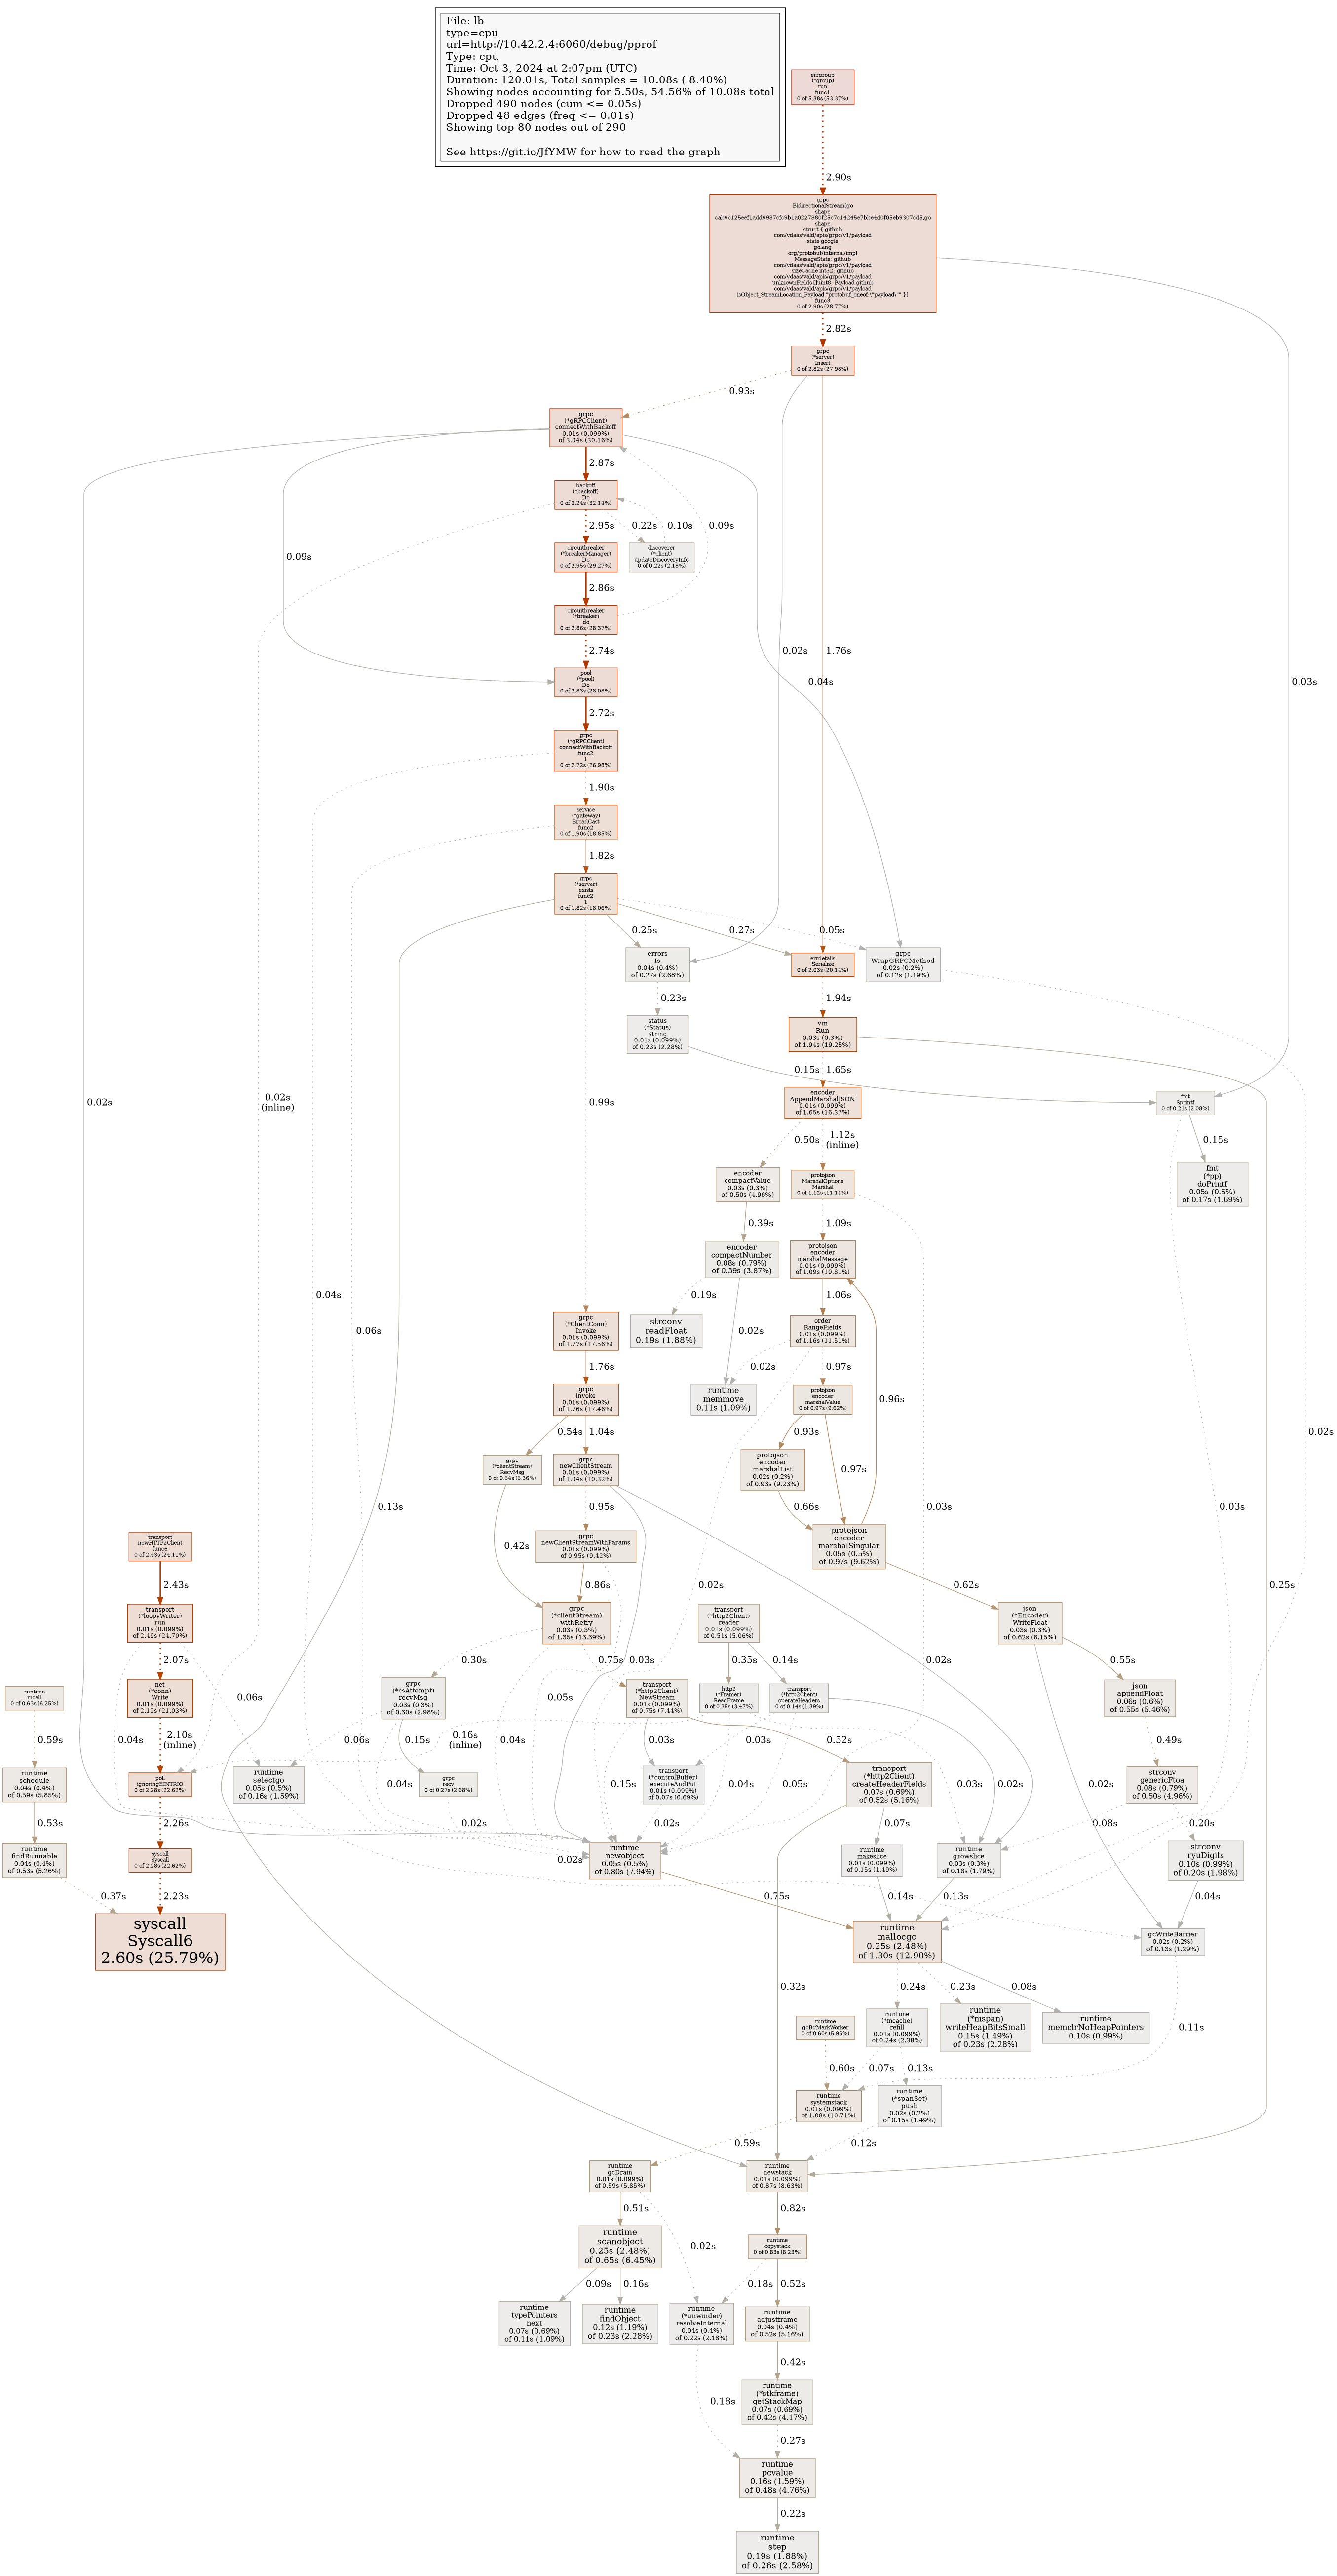 File: lb
type=cpu
url=http://10.42.2.4:6060/debug/pprof
Type: cpu
Time: Oct 3, 2024 at 2:07pm (UTC)
Duration: 120.01s, Total samples = 10.08s ( 8.40%)
Showing nodes accounting for 5.50s, 54.56% of 10.08s total
Dropped 490 nodes (cum <= 0.05s)
Dropped 48 edges (freq <= 0.01s)
Showing top 80 nodes out of 290
See https://git.io/JfYMW for how to read the graph
errgroup
(*group)
run
func1
0 of 5.38s (53.37%)
2.90s
grpc
BidirectionalStream[go
shape
shape
struct { github
com/vdaas/vald/apis/grpc/v1/payload
state google
golang
org/protobuf/internal/impl
MessageState; github
com/vdaas/vald/apis/grpc/v1/payload
sizeCache int32; github
com/vdaas/vald/apis/grpc/v1/payload
unknownFields []uint8; Payload github
com/vdaas/vald/apis/grpc/v1/payload
isObject_StreamLocation_Payload "protobuf_oneof:\"payload\"" }]
func3
0 of 2.90s (28.77%)
2.82s
grpc
(*server)
Insert
0 of 2.82s (27.98%)
0.93s
grpc
(*gRPCClient)
connectWithBackoff
0.01s (0.099%)
of 3.04s (30.16%)
2.87s
backoff
(*backoff)
Do
0 of 3.24s (32.14%)
2.95s
0.22s
0.10s
0.09s
circuitbreaker
(*breakerManager)
Do
0 of 2.95s (29.27%)
discoverer
(*client)
updateDiscoveryInfo
0 of 0.22s (2.18%)
0.09s
2.86s
circuitbreaker
(*breaker)
do
0 of 2.86s (28.37%)
2.74s
0.02s
1.76s
pool
(*pool)
Do
0 of 2.83s (28.08%)
0.04s
0.03s
2.72s
grpc
(*gRPCClient)
connectWithBackoff
func2
1
0 of 2.72s (26.98%)
1.90s
service
(*gateway)
BroadCast
func2
0 of 1.90s (18.85%)
1.82s
grpc
(*server)
exists
func2
1
0 of 1.82s (18.06%)
0.25s
0.27s
0.05s
errors
Is
0.04s (0.4%)
of 0.27s (2.68%)
errdetails
Serialize
0 of 2.03s (20.14%)
grpc
WrapGRPCMethod
0.02s (0.2%)
of 0.12s (1.19%)
0.23s
1.94s
status
(*Status)
String
0.01s (0.099%)
of 0.23s (2.28%)
vm
Run
0.03s (0.3%)
of 1.94s (19.25%)
0.15s
1.65s
0.02s
0.02s
(inline)
0.99s
encoder
AppendMarshalJSON
0.01s (0.099%)
of 1.65s (16.37%)
fmt
Sprintf
0 of 0.21s (2.08%)
0.50s
1.12s
(inline)
0.15s
encoder
compactValue
0.03s (0.3%)
of 0.50s (4.96%)
protojson
MarshalOptions
Marshal
0 of 1.12s (11.11%)
fmt
(*pp)
doPrintf
0.05s (0.5%)
of 0.17s (1.69%)
0.39s
1.09s
encoder
compactNumber
0.08s (0.79%)
of 0.39s (3.87%)
protojson
encoder
marshalMessage
0.01s (0.099%)
of 1.09s (10.81%)
0.04s
0.19s
1.06s
0.06s
grpc
(*ClientConn)
Invoke
0.01s (0.099%)
of 1.77s (17.56%)
strconv
readFloat
0.19s (1.88%)
0.02s
order
RangeFields
0.01s (0.099%)
of 1.16s (11.51%)
1.76s
0.02s
0.97s
grpc
invoke
0.01s (0.099%)
of 1.76s (17.46%)
runtime
memmove
0.11s (1.09%)
protojson
encoder
marshalValue
0 of 0.97s (9.62%)
0.96s
0.54s
1.04s
0.93s
0.02s
grpc
(*clientStream)
RecvMsg
0 of 0.54s (5.36%)
grpc
newClientStream
0.01s (0.099%)
of 1.04s (10.32%)
protojson
encoder
marshalList
0.02s (0.2%)
of 0.93s (9.23%)
0.97s
0.13s
0.95s
0.66s
0.03s
0.03s
transport
newHTTP2Client
func6
0 of 2.43s (24.11%)
0.42s
grpc
newClientStreamWithParams
0.01s (0.099%)
of 0.95s (9.42%)
protojson
encoder
marshalSingular
0.05s (0.5%)
of 0.97s (9.62%)
2.43s
0.86s
0.02s
0.62s
0.25s
transport
(*loopyWriter)
run
0.01s (0.099%)
of 2.49s (24.70%)
grpc
(*clientStream)
withRetry
0.03s (0.3%)
of 1.35s (13.39%)
transport
(*http2Client)
reader
0.01s (0.099%)
of 0.51s (5.06%)
json
(*Encoder)
WriteFloat
0.03s (0.3%)
of 0.62s (6.15%)
2.07s
0.30s
0.75s
0.03s
0.35s
0.14s
0.02s
0.55s
runtime
mcall
0 of 0.63s (6.25%)
net
(*conn)
Write
0.01s (0.099%)
of 2.12s (21.03%)
0.06s
grpc
(*csAttempt)
recvMsg
0.03s (0.3%)
of 0.30s (2.98%)
0.05s
transport
(*http2Client)
NewStream
0.01s (0.099%)
of 0.75s (7.44%)
http2
(*Framer)
ReadFrame
0 of 0.35s (3.47%)
transport
(*http2Client)
operateHeaders
0 of 0.14s (1.39%)
json
appendFloat
0.06s (0.6%)
of 0.55s (5.46%)
0.59s
0.04s
2.10s
(inline)
0.06s
0.15s
0.16s
(inline)
0.04s
0.03s
0.03s
0.52s
0.49s
runtime
schedule
0.04s (0.4%)
of 0.59s (5.85%)
poll
ignoringEINTRIO
0 of 2.28s (22.62%)
runtime
selectgo
0.05s (0.5%)
of 0.16s (1.59%)
0.04s
grpc
recv
0 of 0.27s (2.68%)
0.15s
transport
(*controlBuffer)
executeAndPut
0.01s (0.099%)
of 0.07s (0.69%)
0.04s
0.05s
transport
(*http2Client)
createHeaderFields
0.07s (0.69%)
of 0.52s (5.16%)
0.03s
0.02s
0.02s
strconv
genericFtoa
0.08s (0.79%)
of 0.50s (4.96%)
0.53s
2.26s
0.02s
0.02s
0.07s
0.08s
0.20s
runtime
findRunnable
0.04s (0.4%)
of 0.53s (5.26%)
syscall
Syscall
0 of 2.28s (22.62%)
0.02s
runtime
newobject
0.05s (0.5%)
of 0.80s (7.94%)
runtime
makeslice
0.01s (0.099%)
of 0.15s (1.49%)
runtime
growslice
0.03s (0.3%)
of 0.18s (1.79%)
strconv
ryuDigits
0.10s (0.99%)
of 0.20s (1.98%)
0.37s
2.23s
0.75s
0.14s
0.13s
0.04s
syscall
Syscall6
2.60s (25.79%)
runtime
mallocgc
0.25s (2.48%)
of 1.30s (12.90%)
gcWriteBarrier
0.02s (0.2%)
of 0.13s (1.29%)
0.32s
0.24s
0.23s
0.08s
runtime
gcBgMarkWorker
0 of 0.60s (5.95%)
runtime
(*mcache)
refill
0.01s (0.099%)
of 0.24s (2.38%)
runtime
(*mspan)
writeHeapBitsSmall
0.15s (1.49%)
of 0.23s (2.28%)
runtime
memclrNoHeapPointers
0.10s (0.99%)
0.11s
0.60s
0.07s
0.13s
runtime
systemstack
0.01s (0.099%)
of 1.08s (10.71%)
runtime
(*spanSet)
push
0.02s (0.2%)
of 0.15s (1.49%)
0.59s
0.12s
runtime
gcDrain
0.01s (0.099%)
of 0.59s (5.85%)
runtime
newstack
0.01s (0.099%)
of 0.87s (8.63%)
0.51s
0.82s
runtime
scanobject
0.25s (2.48%)
of 0.65s (6.45%)
0.02s
runtime
copystack
0 of 0.83s (8.23%)
0.09s
0.16s
0.18s
0.52s
runtime
typePointers
next
0.07s (0.69%)
of 0.11s (1.09%)
runtime
findObject
0.12s (1.19%)
of 0.23s (2.28%)
runtime
(*unwinder)
resolveInternal
0.04s (0.4%)
of 0.22s (2.18%)
runtime
adjustframe
0.04s (0.4%)
of 0.52s (5.16%)
0.42s
0.18s
runtime
(*stkframe)
getStackMap
0.07s (0.69%)
of 0.42s (4.17%)
0.27s
runtime
pcvalue
0.16s (1.59%)
of 0.48s (4.76%)
0.22s
runtime
step
0.19s (1.88%)
of 0.26s (2.58%)